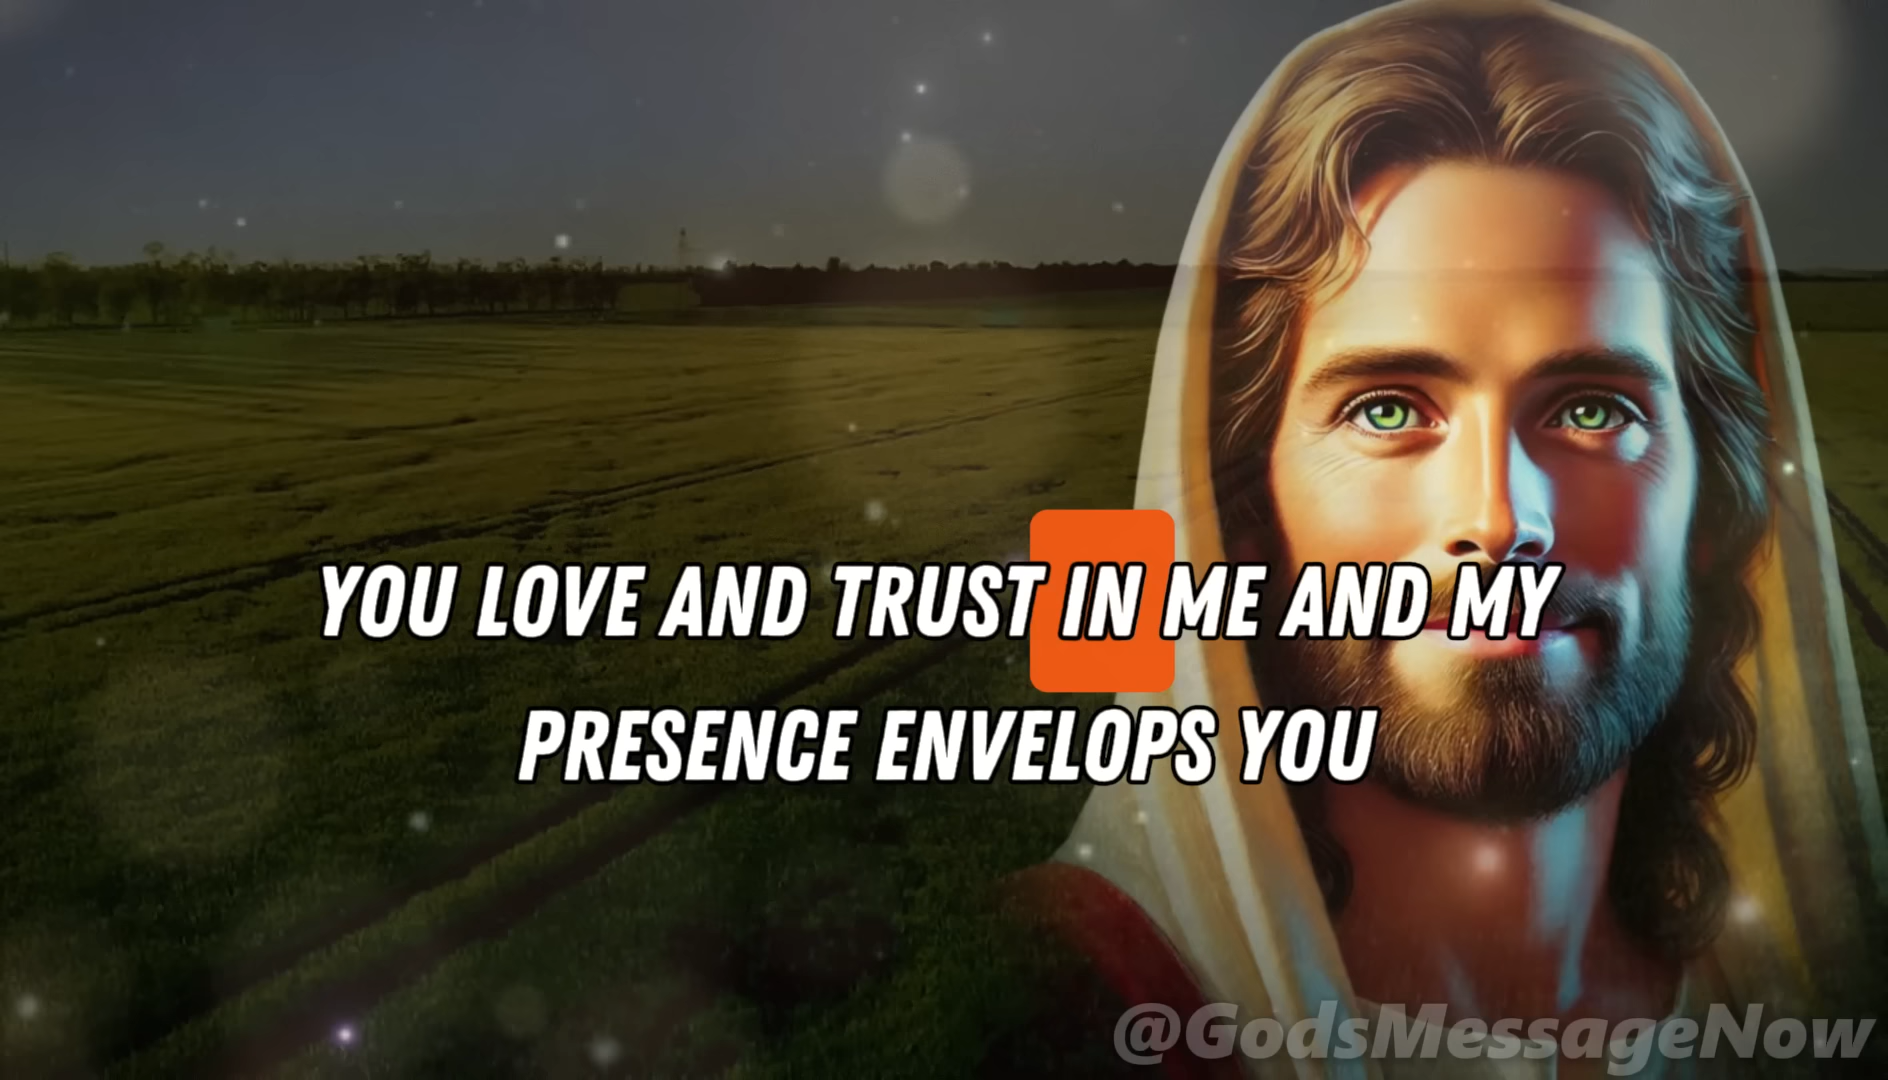 YOU LOVE AND TRUST IN ME AND MY
PRESENCE ENVELOPS YOU
@GodsMessageNow